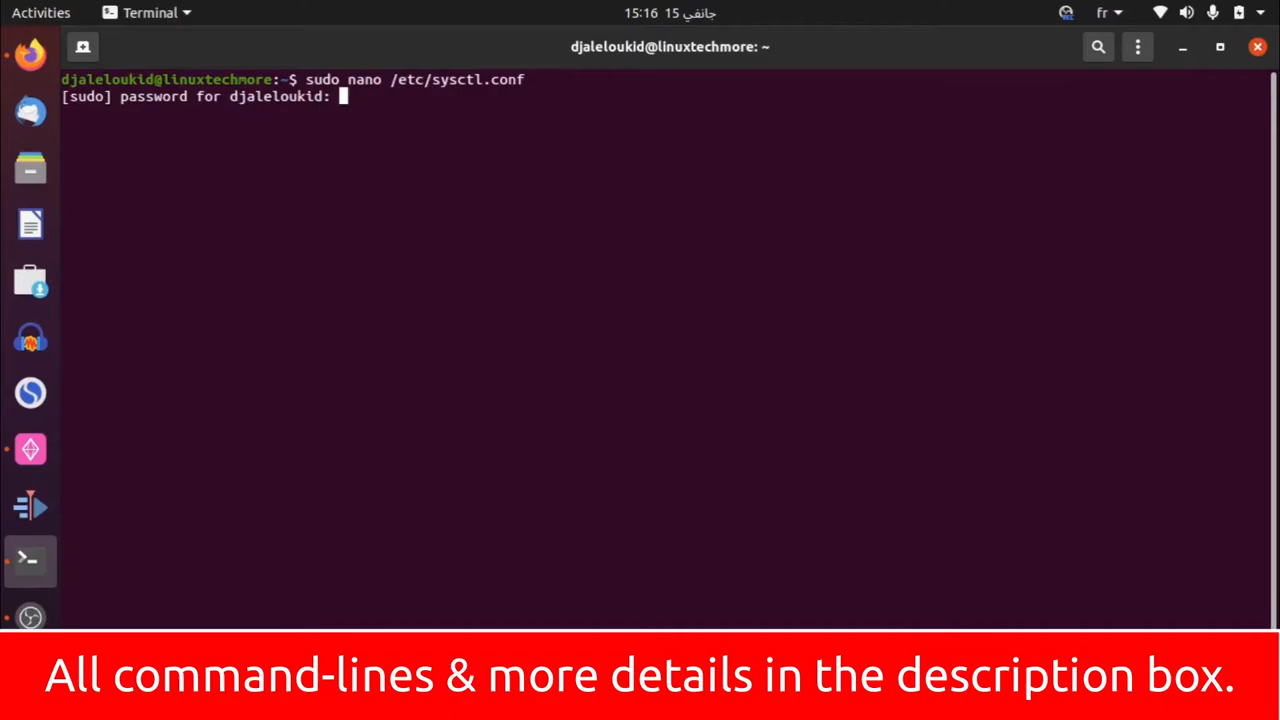 Activities
Terminal
15:16 15 جانفي
fr
djaleloukid@linuxtechmore: ~
djaleloukid@linuxtechmore:~$ sudo nano /etc/sysctl.conf
[sudo] password for djaleloukid:
All command-lines & more details in the description box.